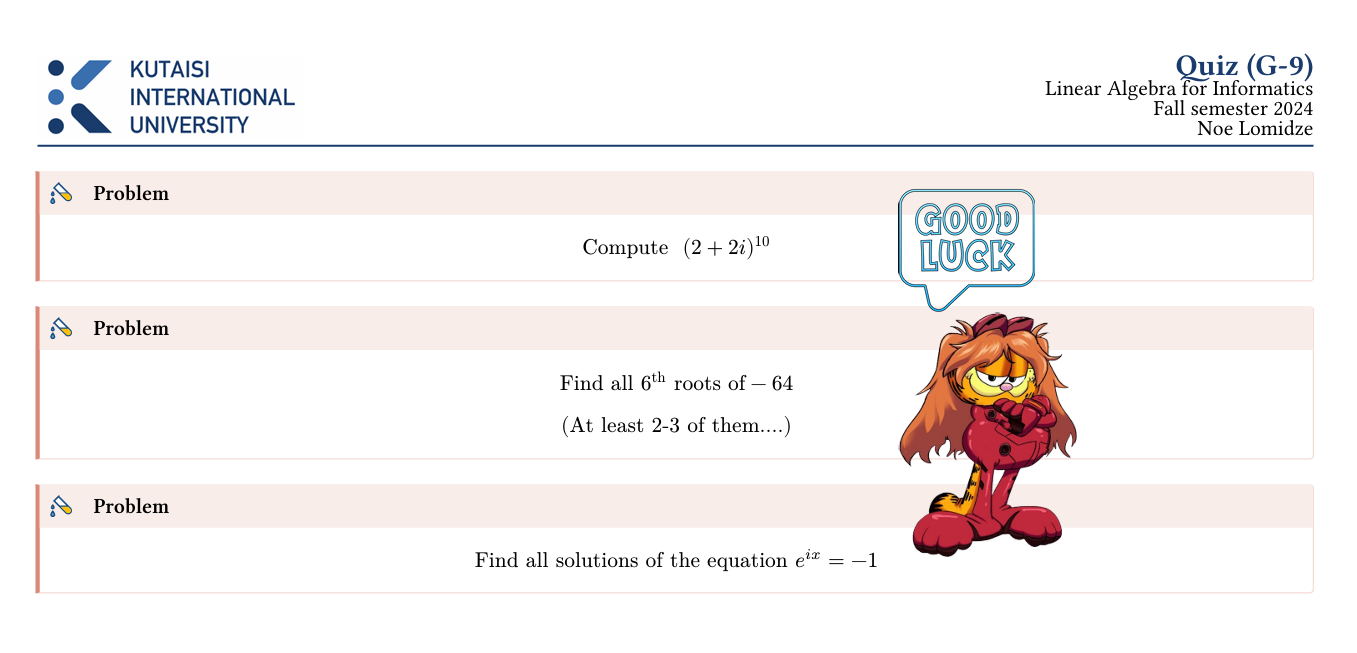 KUTAISI
INTERNATIONAL
UNIVERSITY
Quiz (G-9)
Linear Algebra for Informatics
Fall semester 2024
Noe Lomidze
Problem
GOOD
LUCK
Compute (2 + 2i)^10
Problem
Find all 6^th roots of − 64
(At least 2-3 of them....)
Problem
Find all solutions of the equation e^{ix} = −1